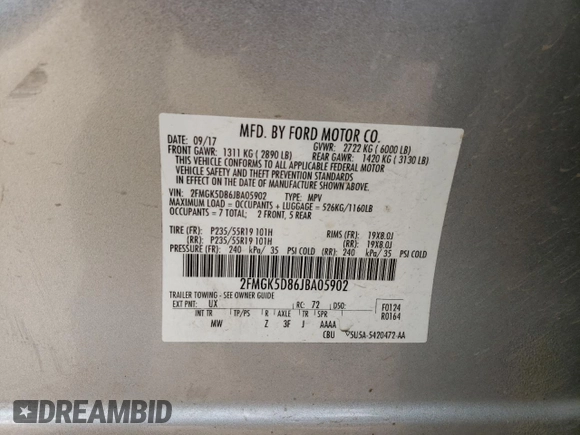 MFD. BY FORD MOTOR CO.
DATE: 09/17 GVWR: 2722 KG ( 6000 LB)
FRONT GAWR: 1311 KG ( 2890 LB) REAR GAWR: 1420 KG ( 3130 LB)
THIS VEHICLE CONFORMS TO ALL APPLICABLE FEDERAL MOTOR
VEHICLE SAFETY AND THEFT PREVENTION STANDARDS
IN EFFECT ON THE DATE OF MANUFACTURE SHOWN ABOVE.
VIN: 2FMGK5D86JBA05902 TYPE: MPV
MAXIMUM LOAD = OCCUPANTS + LUGGAGE = 526KG/1160LB
OCCUPANTS = 7 TOTAL; 2 FRONT, 5 REAR
TIRE (FR): P235/55R19 101H RIMS (FR): 19X8.0J
(RR): P235/55R19 101H (RR): 19X8.0J
PRESSURE (FR): 240 kPa/ 35 PSI COLD (RR): 240 kPa/ 35 PSI COLD
2FMGK5D86JBA05902
TRAILER TOWING - SEE OWNER GUIDE
EXT PNT: UX RC: 72 DSO: F0124
INT TR TP/PS R AXLE TR SPR R0164
MW Z 3F J AAAA
CBU 5U5A-5420472-AA
DREAMBID